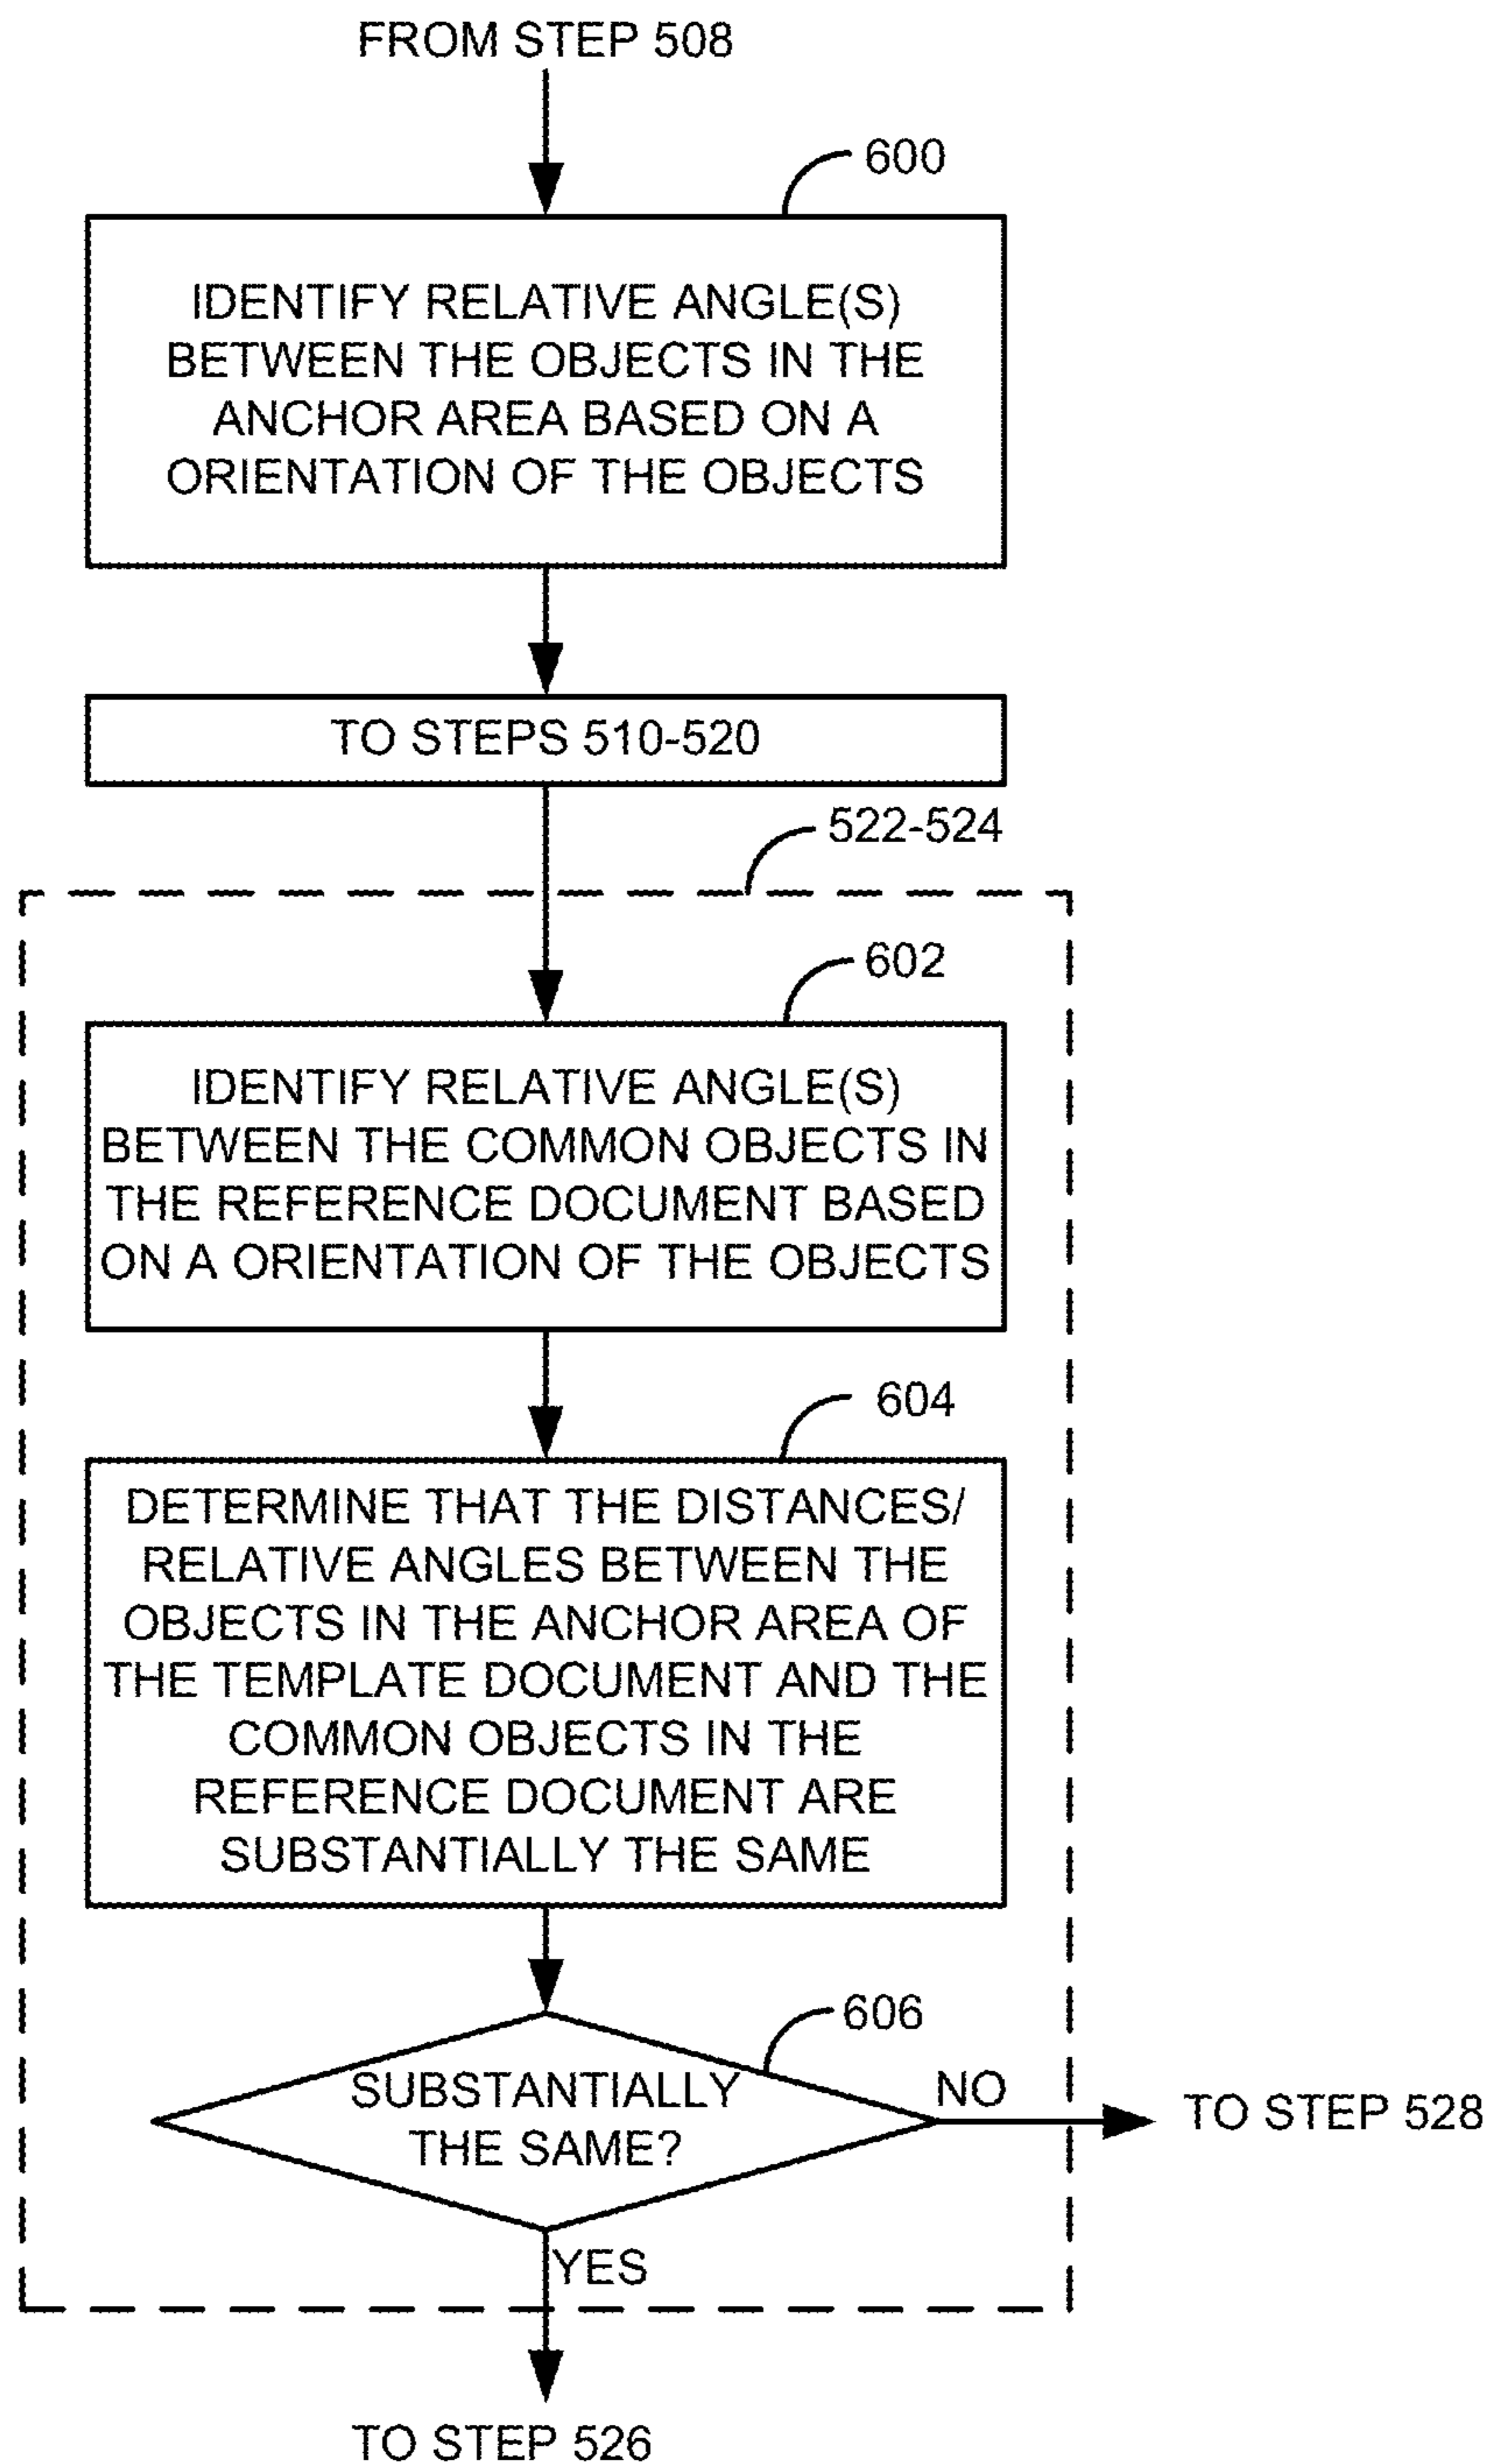 FROM STEP 508
600
IDENTIFY RELATIVE ANGLE(S)
BETWEEN THE OBJECTS IN THE
ANCHOR AREA BASED ON A
ORIENTATION OF THE OBJECTS
TO STEPS 510-520
522-524
602
IDENTIFY RELATIVE ANGLE(S)
BETWEEN THE COMMON OBJECTS IN
THE REFERENCE DOCUMENT BASED
ON A ORIENTATION OF THE OBJECTS
604
DETERMINE THAT THE DISTANCES/
RELATIVE ANGLES BETWEEN THE
OBJECTS IN THE ANCHOR AREA OF
THE TEMPLATE DOCUMENT AND THE
COMMON OBJECTS IN THE
REFERENCE DOCUMENT ARE
SUBSTANTIALLY THE SAME
606
SUBSTANTIALLY
THE SAME?
NO
TO STEP 528
YES
TO STEP 526